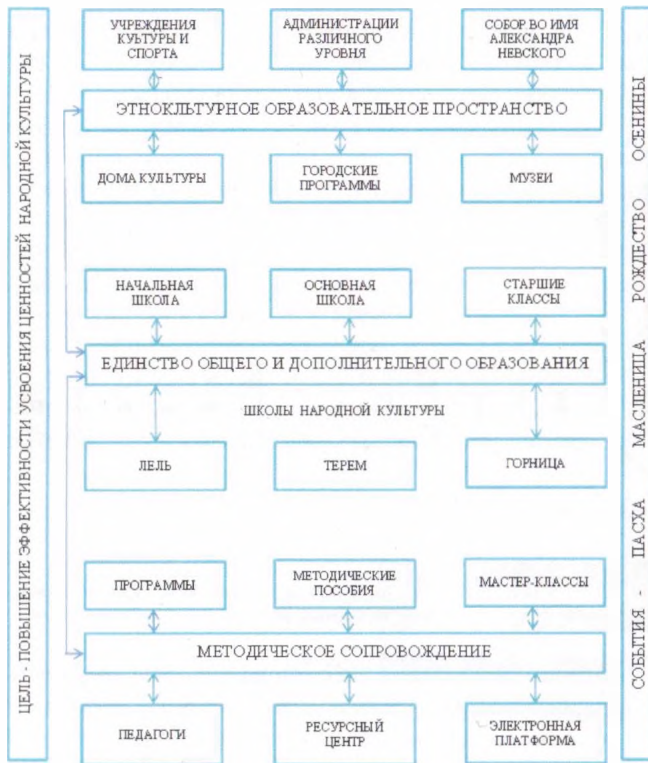 ЦЕЛЬ - ПОВЫШЕНИЕ ЭФФЕКТИВНОСТИ УСВОЕНИЯ ЦЕННОСТЕЙ НАРОДНОЙ КУЛЬТУРЫ
УЧРЕЖДЕНИЯ
КУЬТУРЫ И
СПОРТА
АДМИНИСТРАЦИИ
РАЗЛИЧНОГО
УРОВНЯ
СОБОР ВО ИМЯ
АЛЕКСАНДРА
НЕВСКОГО
ЭТНОКЛЬТУРНОЕ ОБРАЗОВАТЕЛЬНОЕ ПРОСТРАНСТВО
ДОМА КУЛЬТУРЫ
ГОРОДСКИЕ
ПРОГРАММЫ
МУЗЕИ
НАЧАЛЬНАЯ
ШКОЛА
ОСНОВНАЯ
ШКОЛА
СТАРШИЕ
КЛАССЫ
ЕДИНСТВО ОБЩЕГО И ДОПОЛНИТЕЛЬНОГО ОБРАЗОВАНИЯ
ШКОЛЫ НАРОДНОЙ КУЛЬТУРЫ
ЛЕЛЬ
ТЕРЕМ
ГОРНИЦА
ПРОГРАММЫ
МЕТОДИЧЕСКИЕ
ПОСОБИЯ
МАСТЕР-КЛАССЫ
МЕТОДИЧЕСКОЕ СОПРОВОЖДЕНИЕ
ПЕДАГОГИ
РЕСУРСНЫЙ
ЦЕНТР
ЭЛЕКТРОННАЯ
ПЛАТФОРМА
СОБЫТИЯ - ПАСХА МАСЛЕНИЦА РОЖДЕСТВО ОСЕНИНЫ